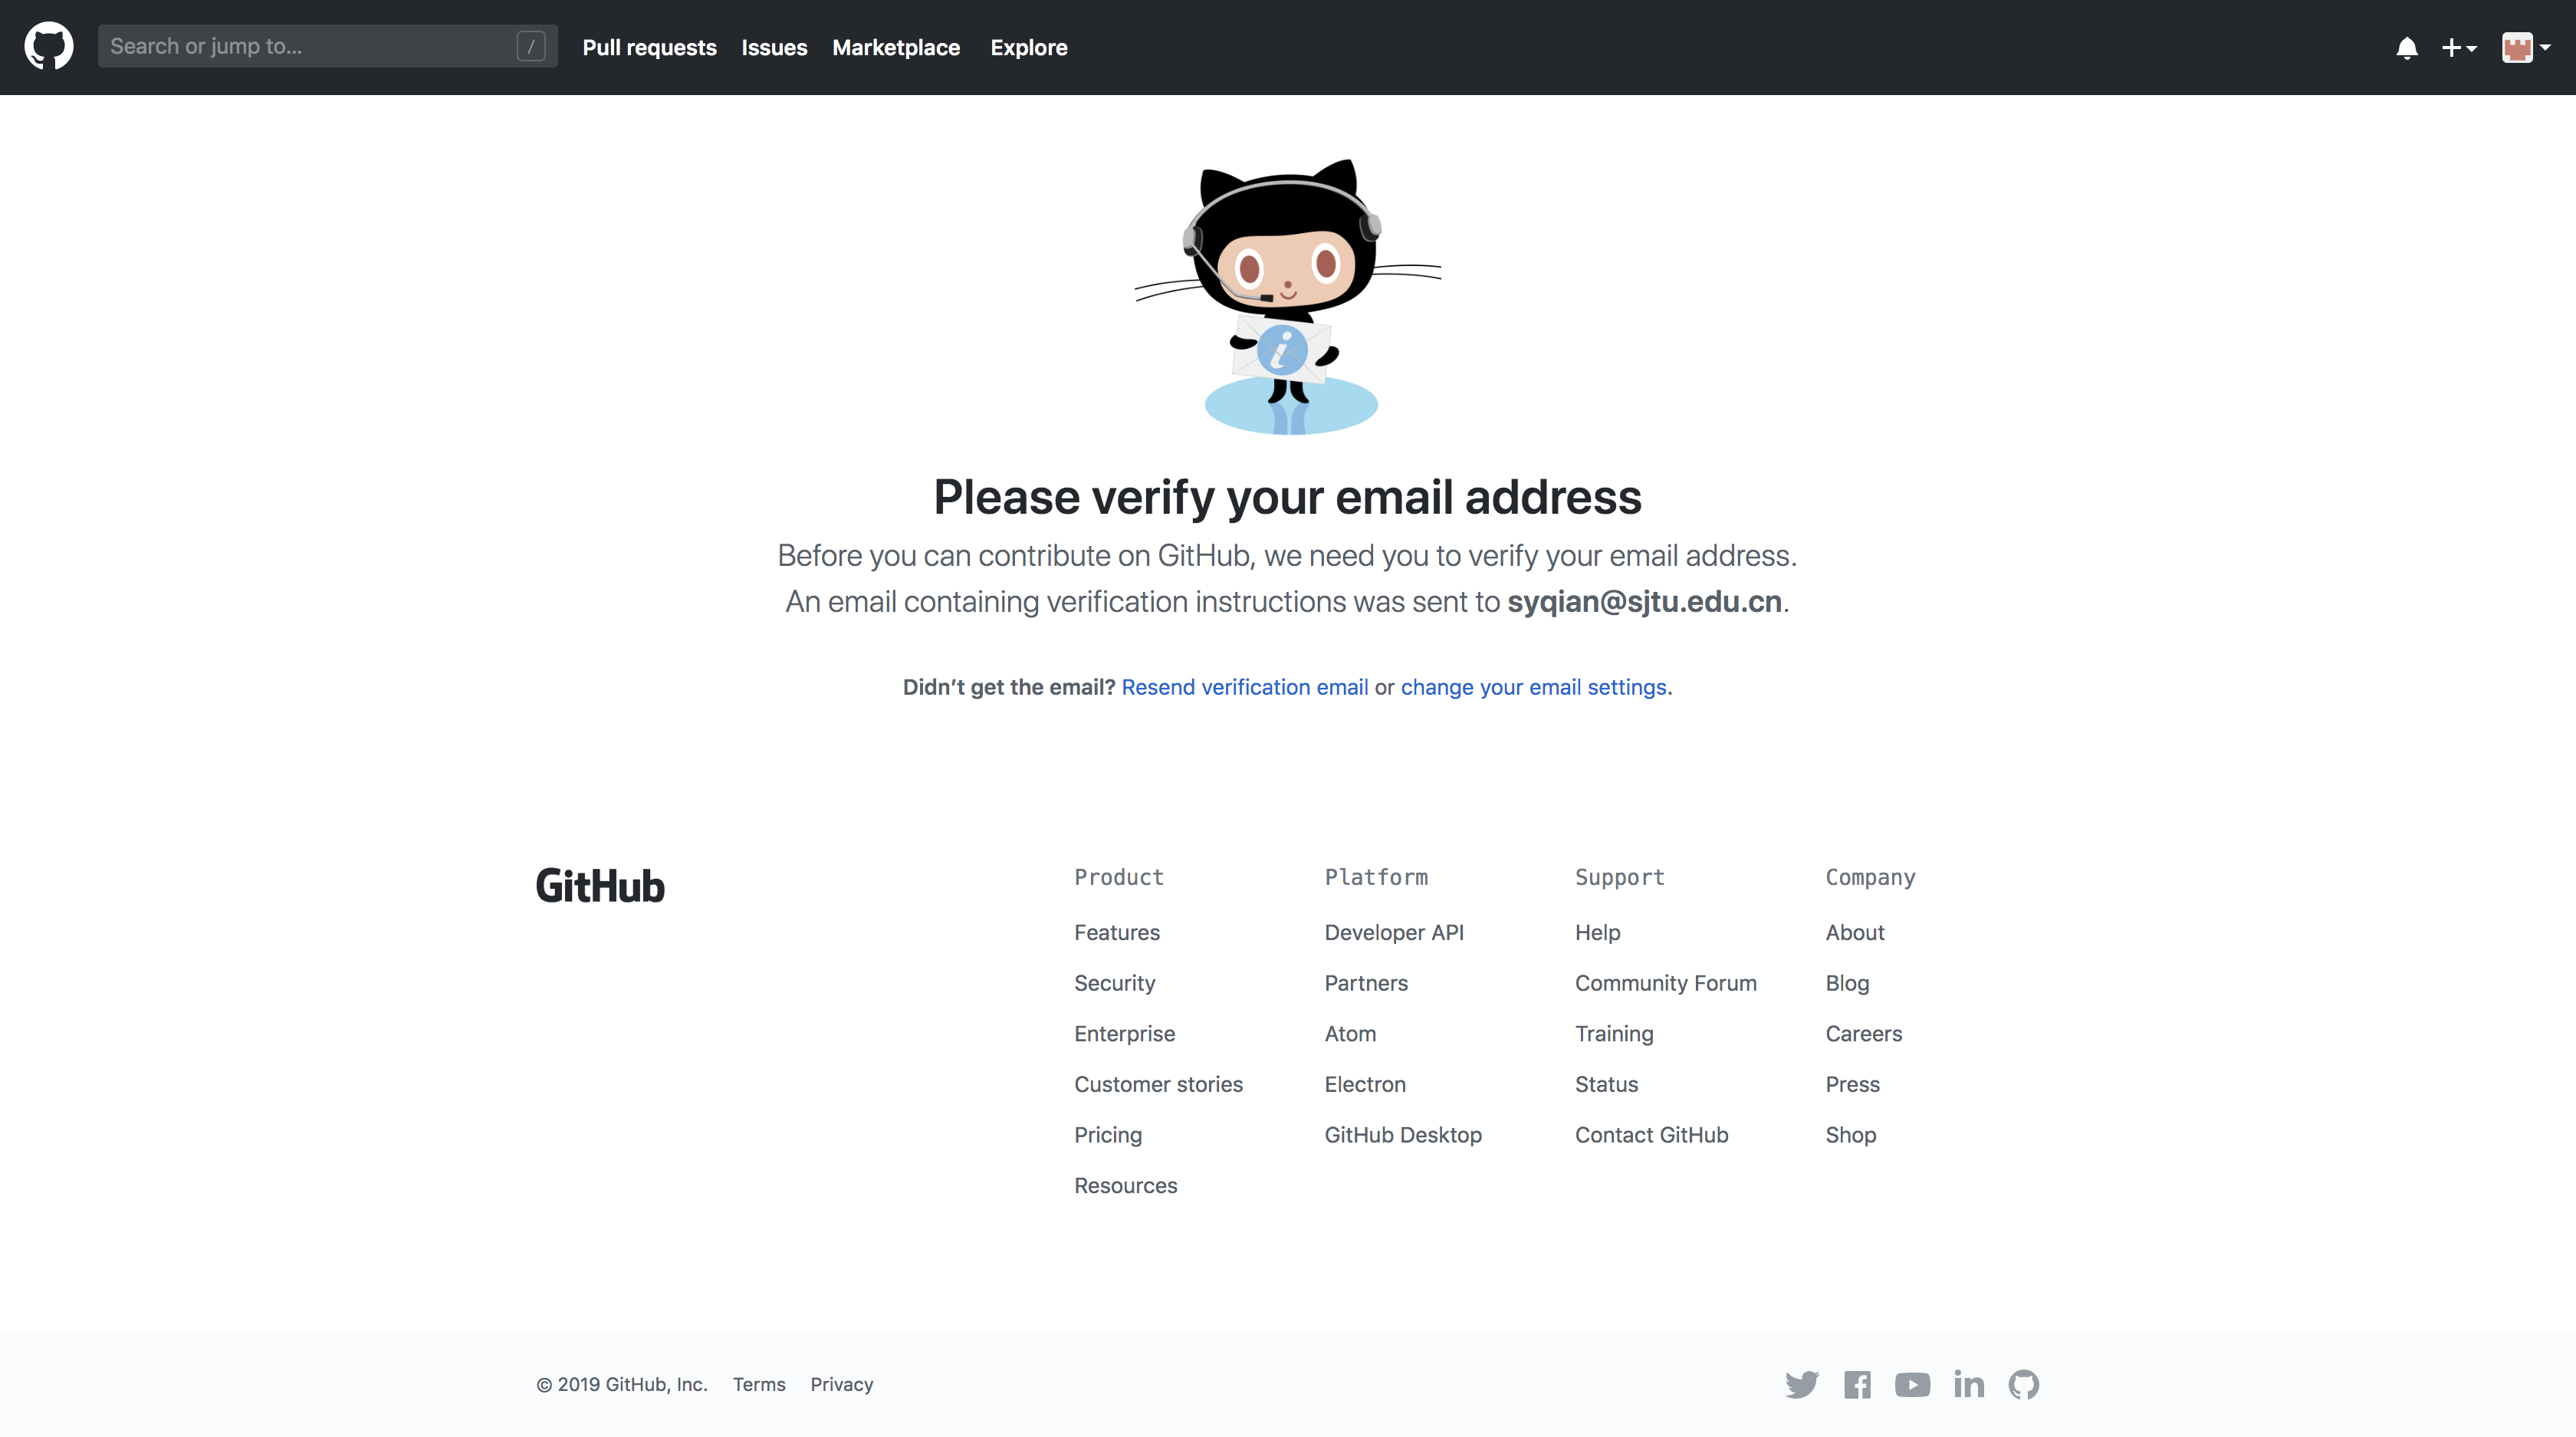 Search or jump to... /
Pull requests Issues Marketplace Explore
i
Please verify your email address
Before you can contribute on GitHub, we need you to verify your email address.
An email containing verification instructions was sent to syqian@sjtu.edu.cn.
Didn’t get the email? Resend verification email or change your email settings.
GitHub
Product
Features
Security
Enterprise
Customer stories
Pricing
Resources
Platform
Developer API
Partners
Atom
Electron
GitHub Desktop
Support
Help
Community Forum
Training
Status
Contact GitHub
Company
About
Blog
Careers
Press
Shop
© 2019 GitHub, Inc. Terms Privacy